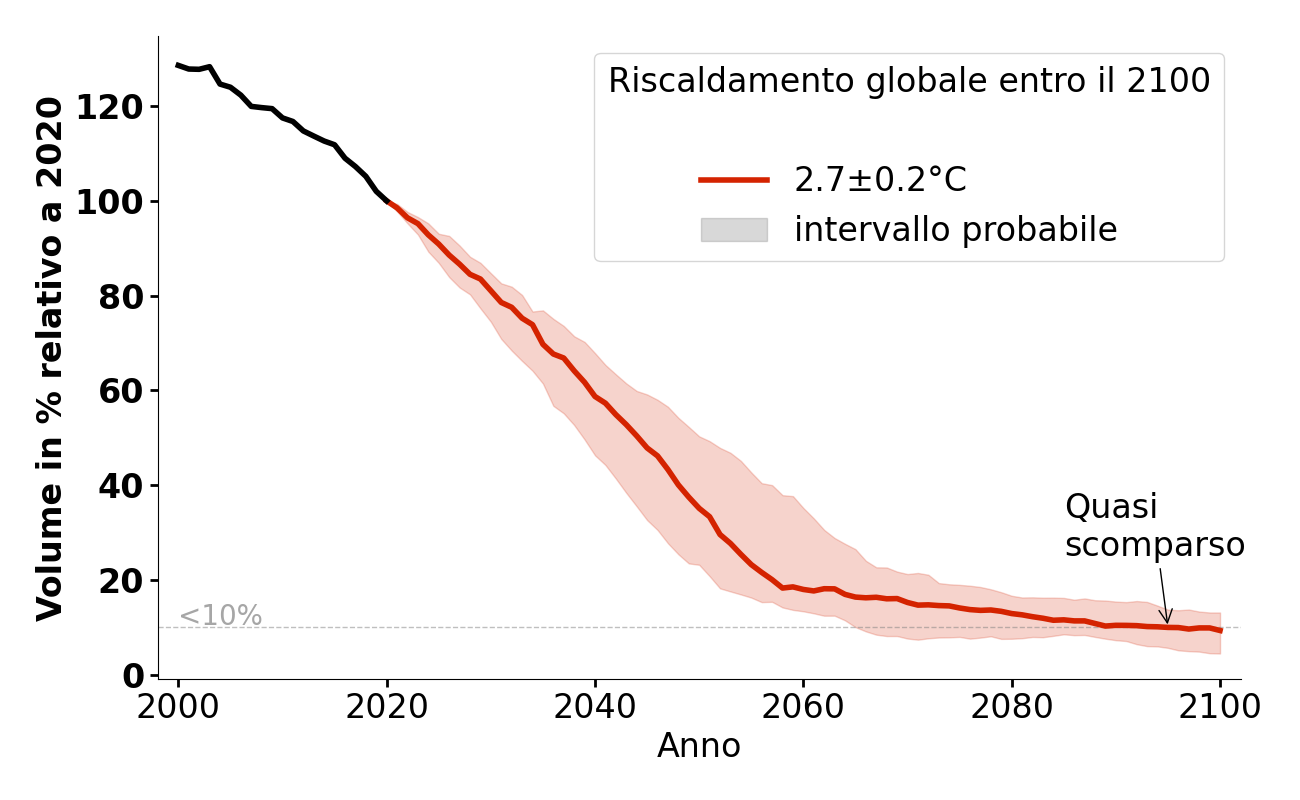 Riscaldamento globale entro il 2100
2.7±0.2°C
intervallo probabile
Volume in % relativo a 2020
120
100
80
60
40
20
0
<10%
Quasi
scomparso
2000
2020
2040
2060
2080
2100
Anno